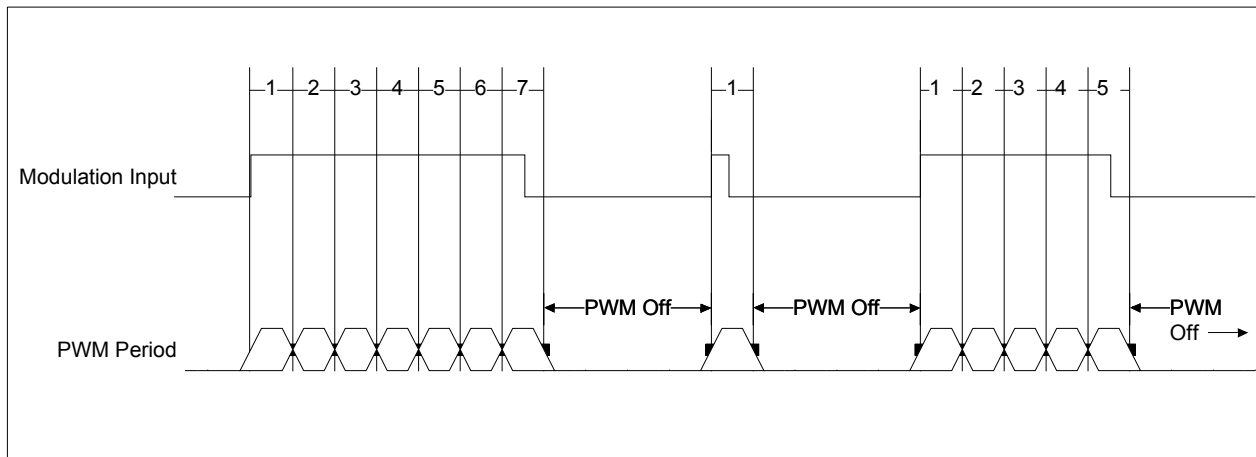 1 2 3 4 5 6 7 1 1 2 3 4 5
Modulation Input
PWM Off PWM Off PWM
Off
PWM Period